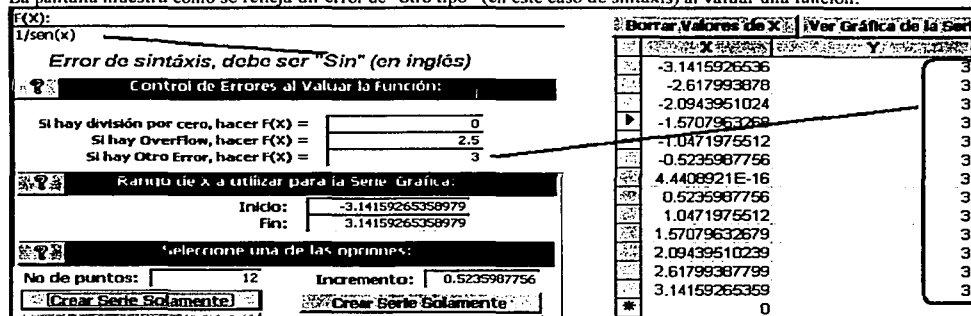 La pantalla muestra como se refleja un error de "otro tipo" (en este caso de sintaxis) al valuar una función:
F(X):
1/sen(x)
Error de sintáxis, debe ser "Sin" (en inglés)
Control de Errores al Valuar la Función:
Si hay división por cero, hacer F(X) = 0
Si hay OverFlow, hacer F(X) = 2.5
Si hay Otro Error, hacer F(X) = 3
Rango de X a utilizar para la Serie Gráfica:
Inicio: -3.14159265358979
Fin: 3.14159265358979
Seleccione una de las opciones:
No de puntos: 12 Incremento: 0.5235987756
Crear Serie Solamente Crear Serie Solamente
Borrar Valores de X Ver Gráfica de la Seri
X Y
-3.1415926536 3
-2.617993878 3
-2.0943951024 3
-1.5707963268 3
-1.0471975512 3
-0.5235987756 3
4.4408921E-16 3
0.5235987756 3
1.0471975512 3
1.57079632679 3
2.09439510239 3
2.61799387799 3
3.14159265359 3
* 0